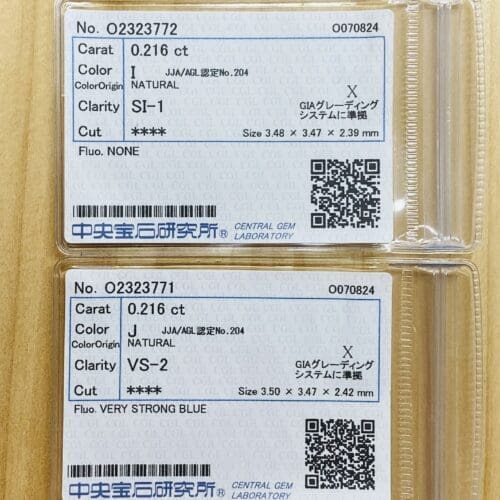 No. O2323772 O070824
Carat 0.216 ct
Color I JJA/AGL認定No.204
ColorOrigin NATURAL
Clarity SI-1 X
GIAグレーディング
システムに準拠
Cut **** Size 3.48 × 3.47 × 2.39 mm
Fluo. NONE
中央宝石研究所® CENTRAL GEM
LABORATORY
No. O2323771 O070824
Carat 0.216 ct
Color J JJA/AGL認定No.204
ColorOrigin NATURAL
Clarity VS-2 X
GIAグレーディング
システムに準拠
Cut **** Size 3.50 × 3.47 × 2.42 mm
Fluo. VERY STRONG BLUE
中央宝石研究所® CENTRAL GEM
LABORATORY